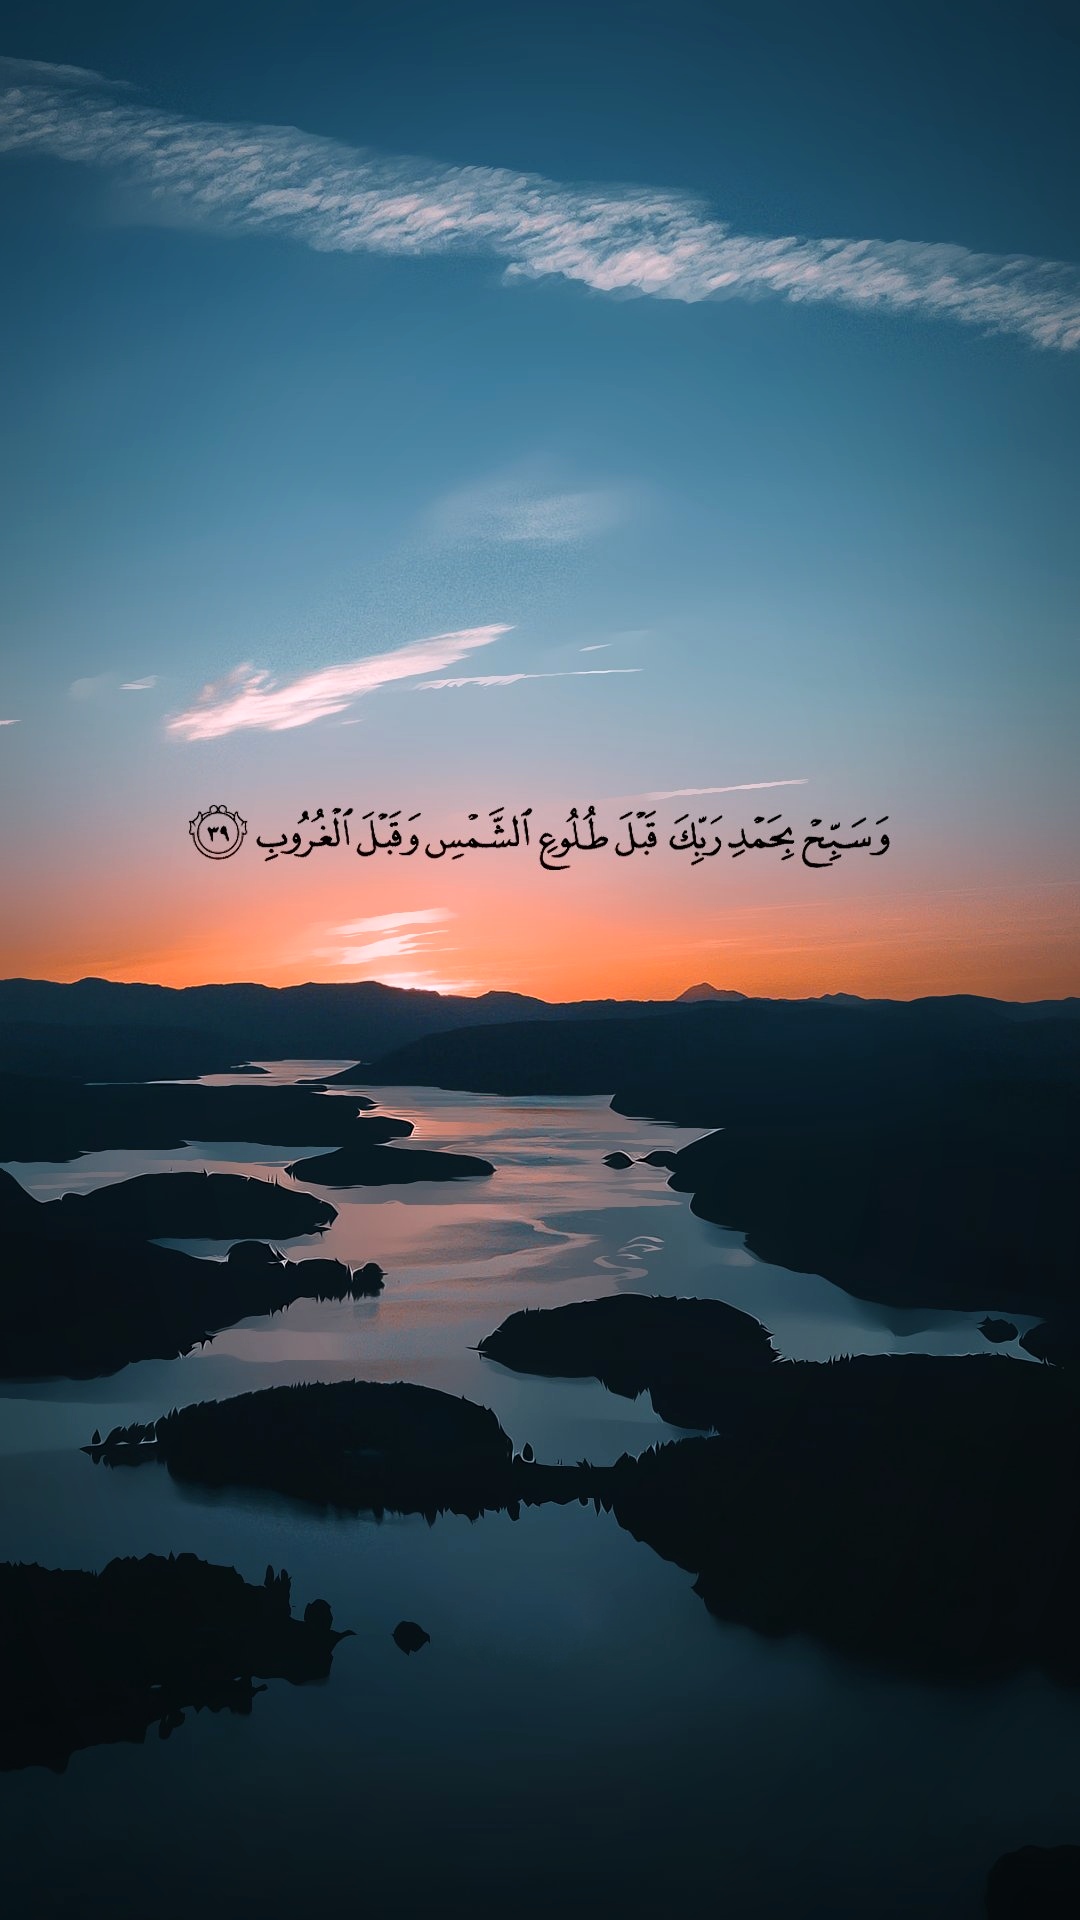 وَسَبِّحْ بِحَمْدِ رَبِّكَ قَبْلَ طُلُوعِ ٱلشَّمْسِ وَقَبْلَ ٱلْغُرُوبِ ٣٩